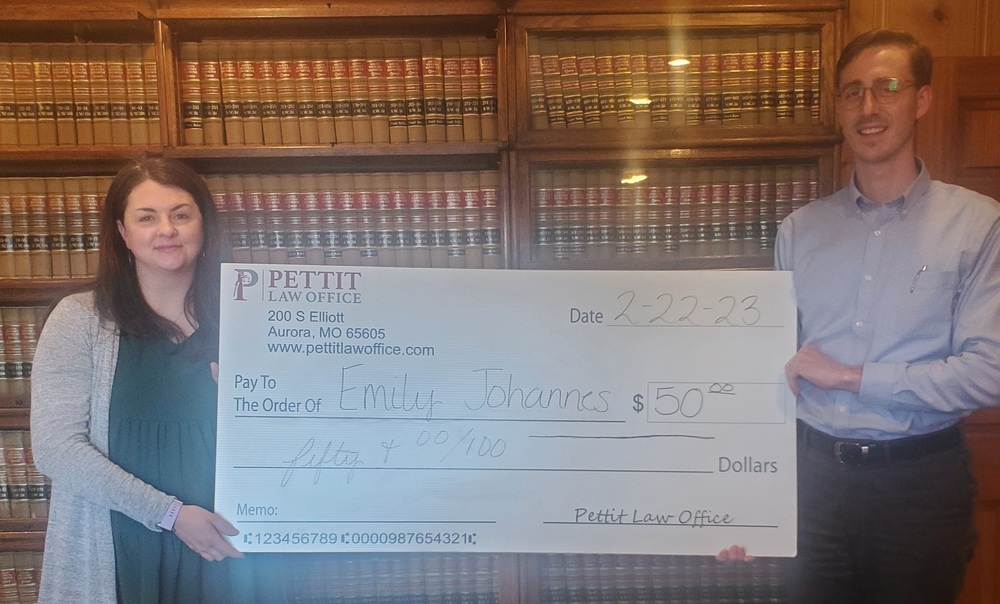 P PETTIT
LAW OFFICE
200 S Elliott
Aurora, MO 65605
www.pettitlawoffice.com
Date 2-22-23
Pay To
The Order Of Emily Johannes $ 50 00
fifty & 00/100 Dollars
Memo: Pettit Law Office
⑆123456789⑆0000987654321⑆